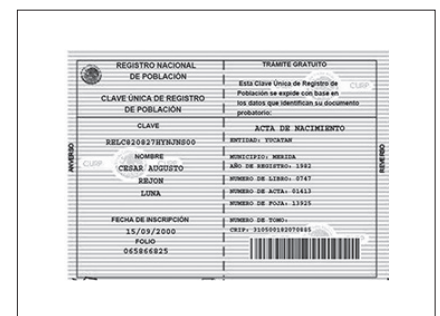 REGISTRO NACIONAL
DE POBLACIÓN
CLAVE ÚNICA DE REGISTRO
DE POBLACIÓN
CLAVE
RELC820827HYNJNS00
NOMBRE
CESAR AUGUSTO
REJON
LUNA
FECHA DE INSCRIPCIÓN
15/09/2000
FOLIO
065866825
ANVERSO
TRÁMITE GRATUITO
Esta Clave Única de Registro de
Población se expide con base en
los datos que identifican su documento
probatorio:
ACTA DE NACIMIENTO
ENTIDAD: YUCATAN
MUNICIPIO: MERIDA
AÑO DE REGISTRO: 1982
NUMERO DE LIBRO: 0747
NUMERO DE ACTA: 01413
NUMERO DE FOJA: 13925
NUMERO DE TOMO:
CRIP:
REVERSO
CURP
CURP